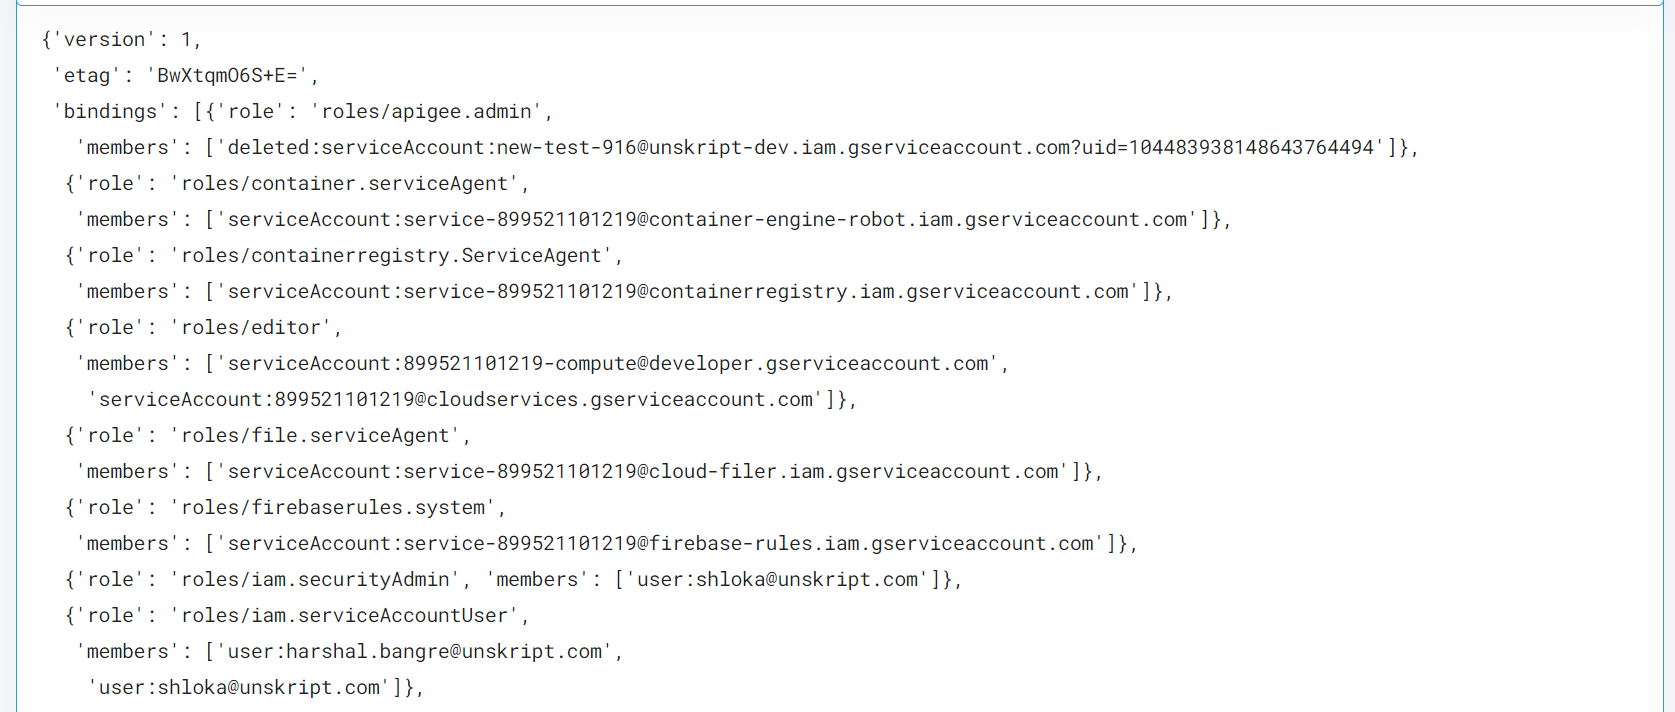 {'version': 1,
'etag': 'BwXtqmO6S+E=',
'bindings': [{'role': 'roles/apigee.admin',
'members': ['deleted:serviceAccount:new-test-916@unskript-dev.iam.gserviceaccount.com?uid=104483938148643764494']},
{'role': 'roles/container.serviceAgent',
'members': ['serviceAccount:service-899521101219@container-engine-robot.iam.gserviceaccount.com']},
{'role': 'roles/containerregistry.ServiceAgent',
'members': ['serviceAccount:service-899521101219@containerregistry.iam.gserviceaccount.com']},
{'role': 'roles/editor',
'members': ['serviceAccount:899521101219-compute@developer.gserviceaccount.com',
'serviceAccount:899521101219@cloudservices.gserviceaccount.com']},
{'role': 'roles/file.serviceAgent',
'members': ['serviceAccount:service-899521101219@cloud-filer.iam.gserviceaccount.com']},
{'role': 'roles/firebaserules.system',
'members': ['serviceAccount:service-899521101219@firebase-rules.iam.gserviceaccount.com']},
{'role': 'roles/iam.securityAdmin', 'members': ['user:shloka@unskript.com']},
{'role': 'roles/iam.serviceAccountUser',
'members': ['user:harshal.bangre@unskript.com',
'user:shloka@unskript.com']},